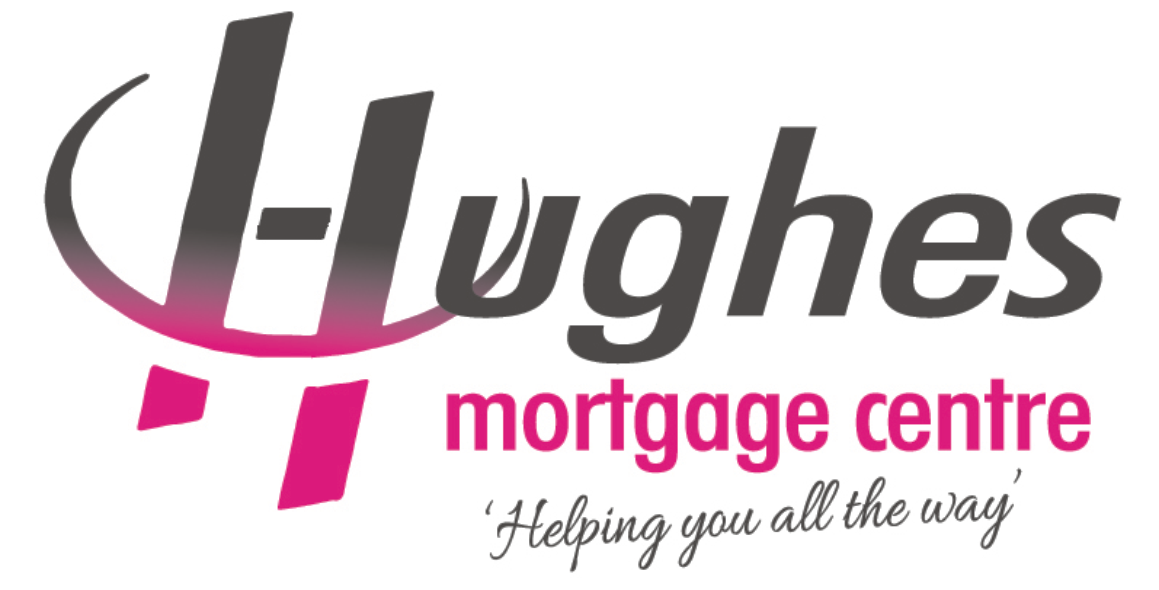 Hughes
mortgage centre
‘Helping you all the way’